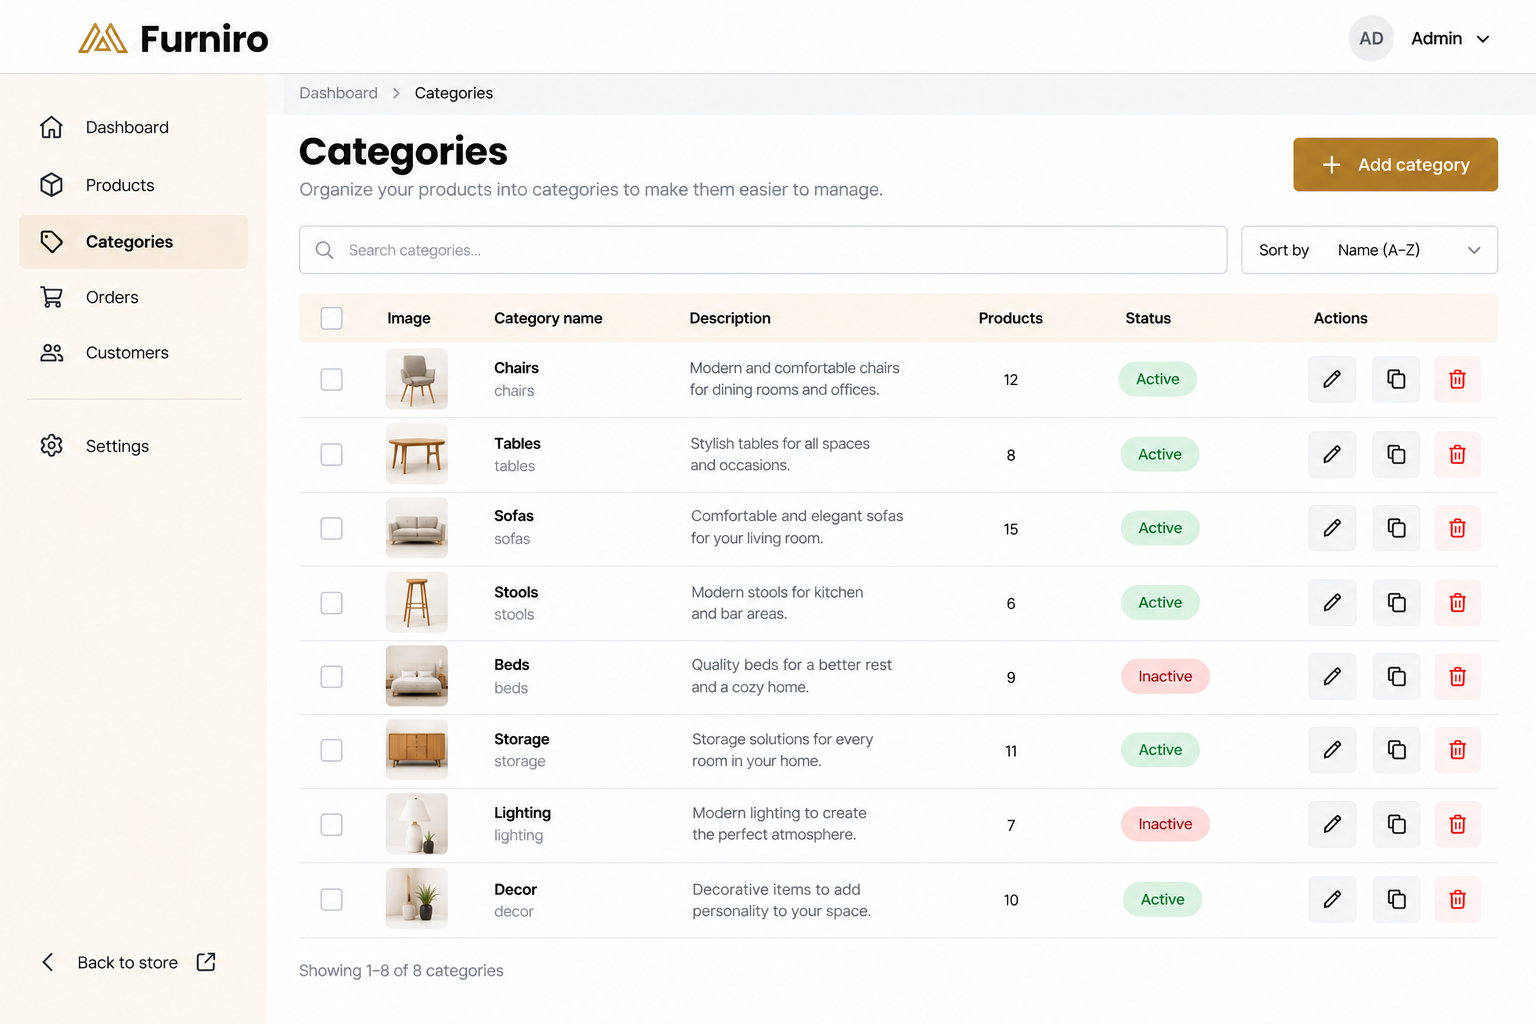 Furniro
AD Admin
Dashboard
Products
Categories
Orders
Customers
Settings
Back to store
Dashboard > Categories
Categories
Organize your products into categories to make them easier to manage.
+ Add category
Search categories...
Sort by Name (A–Z)
Image Category name Description Products Status Actions
Chairs
chairs
Modern and comfortable chairs
for dining rooms and offices.
12
Active
Tables
tables
Stylish tables for all spaces
and occasions.
8
Active
Sofas
sofas
Comfortable and elegant sofas
for your living room.
15
Active
Stools
stools
Modern stools for kitchen
and bar areas.
6
Active
Beds
beds
Quality beds for a better rest
and a cozy home.
9
Inactive
Storage
storage
Storage solutions for every
room in your home.
11
Active
Lighting
lighting
Modern lighting to create
the perfect atmosphere.
7
Inactive
Decor
decor
Decorative items to add
personality to your space.
10
Active
Showing 1–8 of 8 categories